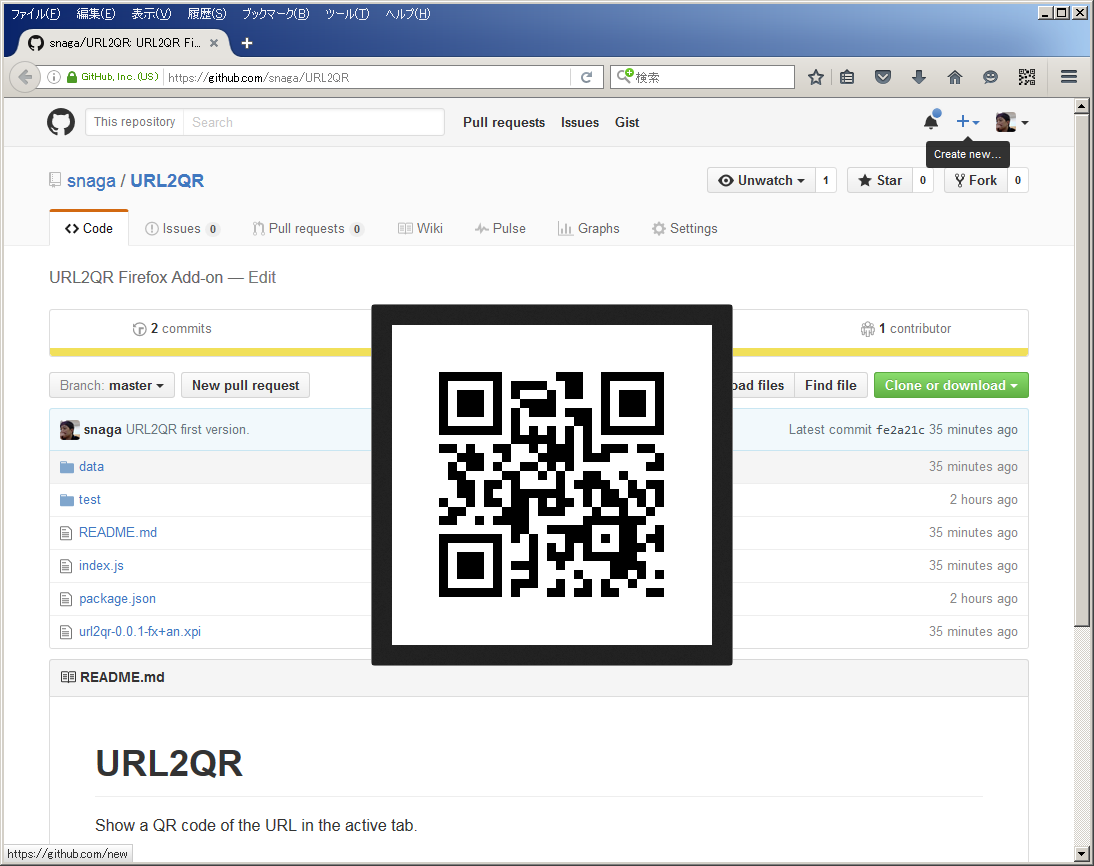 ファイル(F) 編集(E) 表示(V) 履歴(S) ブックマーク(B) ツール(T) ヘルプ(H)
snaga/URL2QR: URL2QR Fi...
GitHub, Inc. (US) https://github.com/snaga/URL2QR 検索
This repository Search Pull requests Issues Gist
Create new...
snaga / URL2QR Unwatch 1 Star 0 Fork 0
Code Issues 0 Pull requests 0 Wiki Pulse Graphs Settings
URL2QR Firefox Add-on — Edit
2 commits 1 contributor
Branch: master New pull request oad files Find file Clone or download
snaga URL2QR first version. Latest commit fe2a21c 35 minutes ago
data 35 minutes ago
test 2 hours ago
README.md 35 minutes ago
index.js 35 minutes ago
package.json 2 hours ago
url2qr-0.0.1-fx+an.xpi 35 minutes ago
README.md
URL2QR
Show a QR code of the URL in the active tab.
https://github.com/new